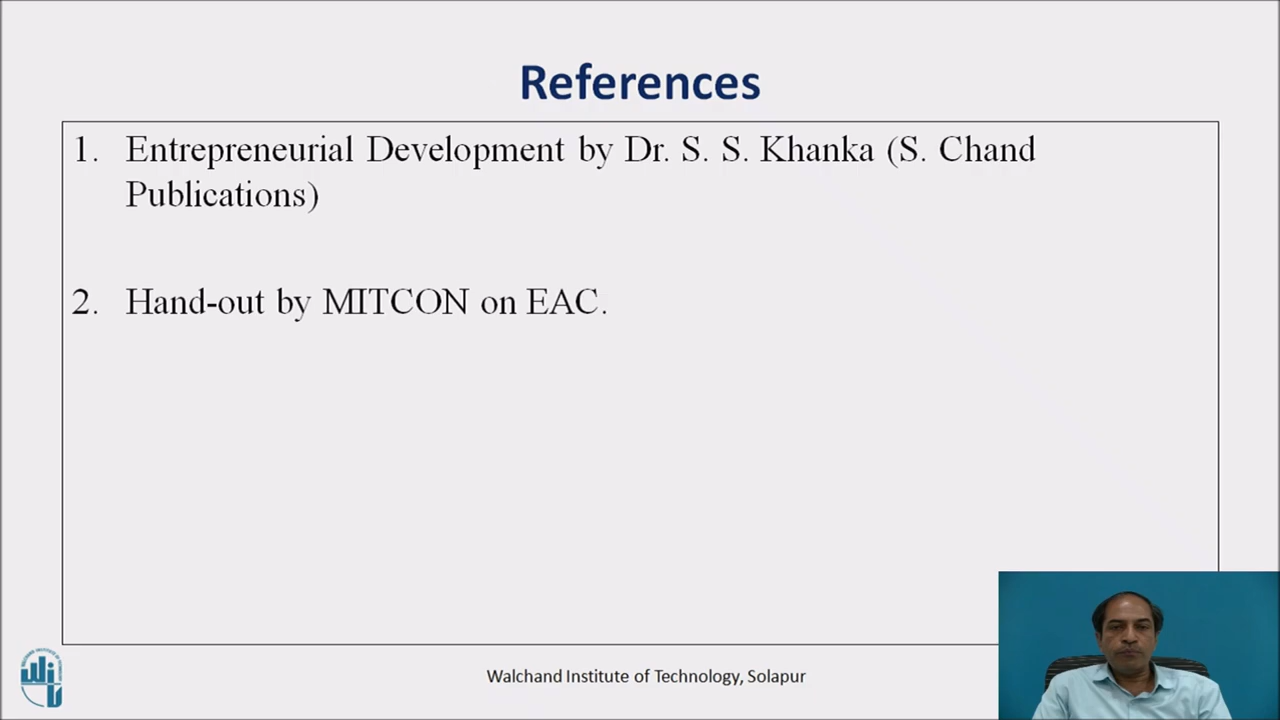 References
1. Entrepreneurial Development by Dr. S. S. Khanka (S. Chand
Publications)
2. Hand-out by MITCON on EAC.
Walchand Institute of Technology, Solapur